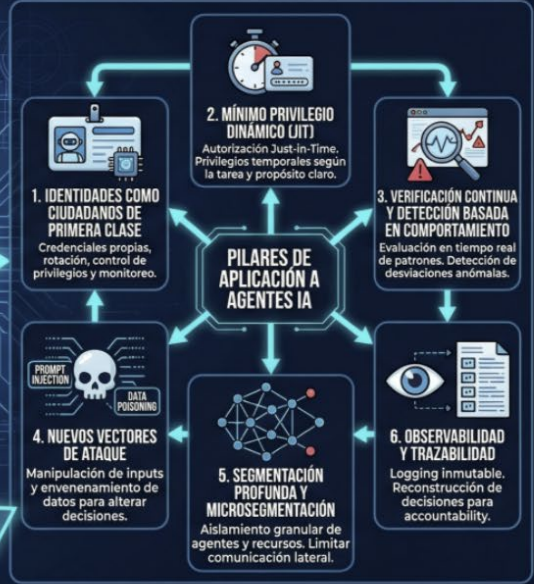 2. MÍNIMO PRIVILEGIO
DINÁMICO (JIT)
Autorización Just-in-Time.
Privilegios temporales según
la tarea y propósito claro.
1. IDENTIDADES COMO
CIUDADANOS DE
PRIMERA CLASE
Credenciales propias,
rotación, control de
privilegios y monitoreo.
3. VERIFICACIÓN CONTINUA
Y DETECCIÓN BASADA
EN COMPORTAMIENTO
Evaluación en tiempo real
de patrones. Detección de
desviaciones anómalas.
PILARES DE
APLICACIÓN A
AGENTES IA
PROMPT
INJECTION
DATA
POISONING
4. NUEVOS VECTORES
DE ATAQUE
Manipulación de inputs
y envenenamiento de
datos para alterar
decisiones.
5. SEGMENTACIÓN
PROFUNDA Y
MICROSEGMENTACIÓN
Aislamiento granular de
agentes y recursos. Limitar
comunicación lateral.
6. OBSERVABILIDAD
Y TRAZABILIDAD
Logging inmutable.
Reconstrucción de
decisiones para
accountability.